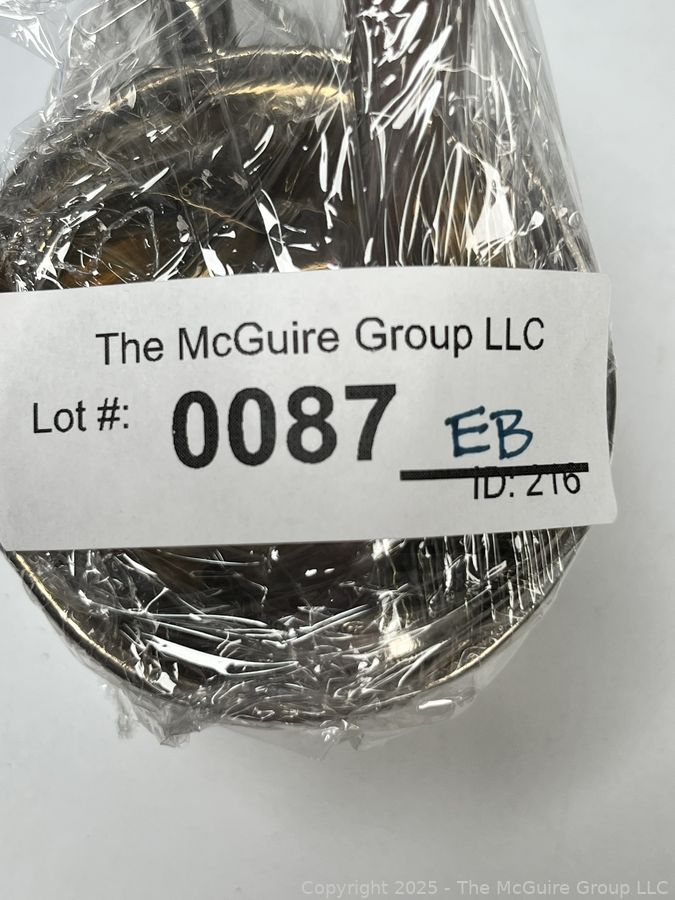 The McGuire Group LLC
Lot #: 0087 EB
ID: 216
Copyright 2025 - The McGuire Group LLC